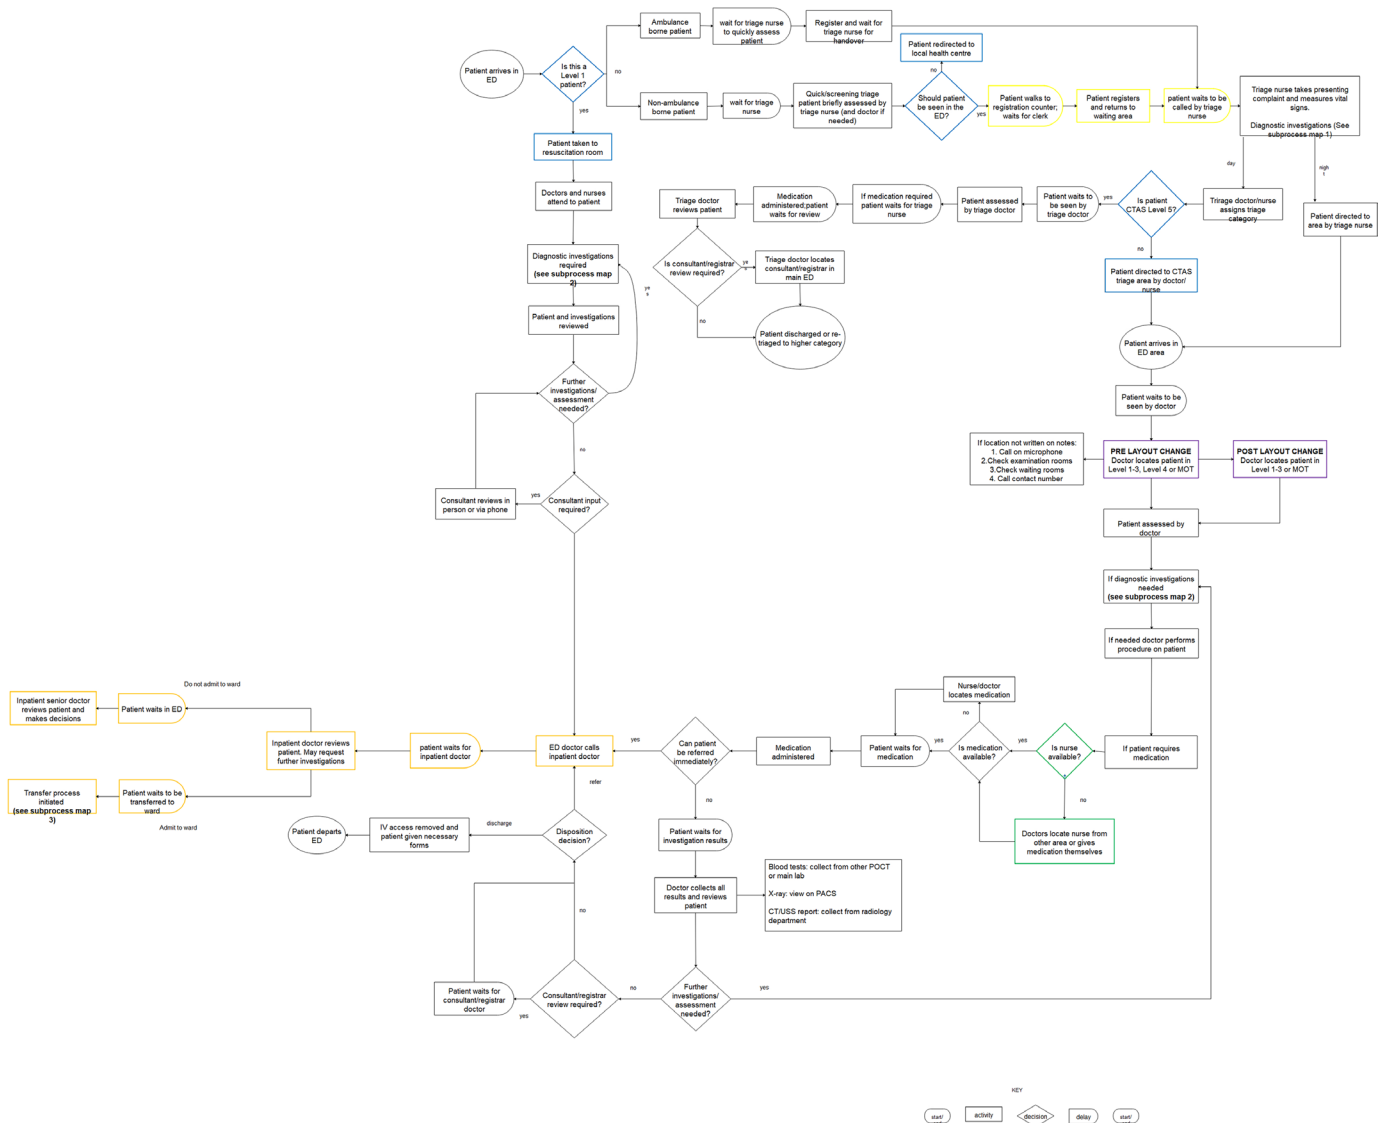 Patient arrives in
ED
Is this a
Level 1
patient?
no
yes
Ambulance
borne patient
wait for triage nurse
to quickly assess
patient
Register and wait for
triage nurse for
handover
Non-ambulance
borne patient
wait for triage
nurse
Quick/screening triage
patient briefly assessed by
triage nurse (and doctor if
needed)
Patient redirected to
local health centre
no
Should patient
be seen in the
ED?
yes
Patient walks to
registration counter;
waits for clerk
Patient registers
and returns to
waiting area
patient waits to be
called by triage
nurse
Triage nurse takes presenting
complaint and measures vital
signs.
Diagnostic investigations (See
subprocess map 1)
day
nigh
t
Patient taken to
resuscitation room
Doctors and nurses
attend to patient
Diagnostic investigations
required
(see subprocess map
2)
ye
s
Patient and investigations
reviewed
Further
investigations/
assessment
needed?
no
Consultant reviews in
person or via phone
yes
Consultant input
required?
Triage doctor
reviews patient
Medication
administered;patient
waits for review
If medication required
patient waits for triage
nurse
Patient assessed
by triage doctor
Patient waits to
be seen by
triage doctor
yes
Is patient
CTAS Level 5?
Trirage doctor/nurse
assigns triage
category
Patient directed to
area by triage nurse
no
Is consultant/registrar
review required?
ye
s
Triage doctor locates
consultant/registrar in
main ED
no
Patient discharged or re-
triaged to higher category
Patient directed to CTAS
triage area by doctor/
nurse
Patient arrives in
ED area
Patient waits to be
seen by doctor
If location not written on notes:
1. Call on microphone
2.Check examination rooms
3.Check waiting rooms
4. Call contact number
PRE LAYOUT CHANGE
Doctor locates patient in
Level 1-3, Level 4 or MOT
POST LAYOUT CHANGE
Doctor locates patient in
Level 1-3 or MOT
Patient assessed by
doctor
If diagnostic investigations
needed
(see subprocess map 2)
If needed doctor performs
procedure on patient
Do not admit to ward
Inpatient senior doctor
reviews patient and
makes decisions
Patient waits in ED
Inpatient doctor reviews
patient. May request
further investigations
patient waits for
inpatient doctor
ED doctor calls
inpatient doctor
yes
Can patient
be referred
immediately?
Medication
administered
Patient waits for
medication
yes
Nurse/doctor
locates medication
no
Is medication
available?
yes
Is nurse
available?
If patient requires
medication
no
Doctors locate nurse from
other area or gives
medication themselves
Transfer process
initiated
(see subprocess map
3)
Patient waits to be
transferred to
ward
Admit to ward
refer
Patient departs
ED
IV access removed and
patient given necessary
forms
discharge
Disposition
decision?
no
Patient waits for
investigation results
Doctor collects all
results and reviews
patient
Blood tests: collect from other POCT
or main lab
X-ray: view on PACS
CT/USS report: collect from radiology
department
no
Patient waits for
consultant/registrar
doctor
yes
Consultant/registrar
review required?
no
Further
investigations/
assessment
needed?
yes
KEY
start/
activity
decision
delay
start/